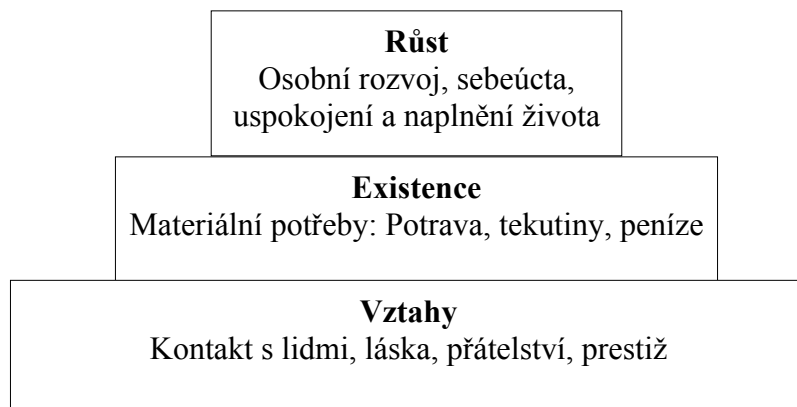 Růst
Osobní rozvoj, sebeúcta,
uspokojení a naplnění života
Existence
Materiální potřeby: Potrava, tekutiny, peníze
Vztahy
Kontakt s lidmi, láska, přátelství, prestiž